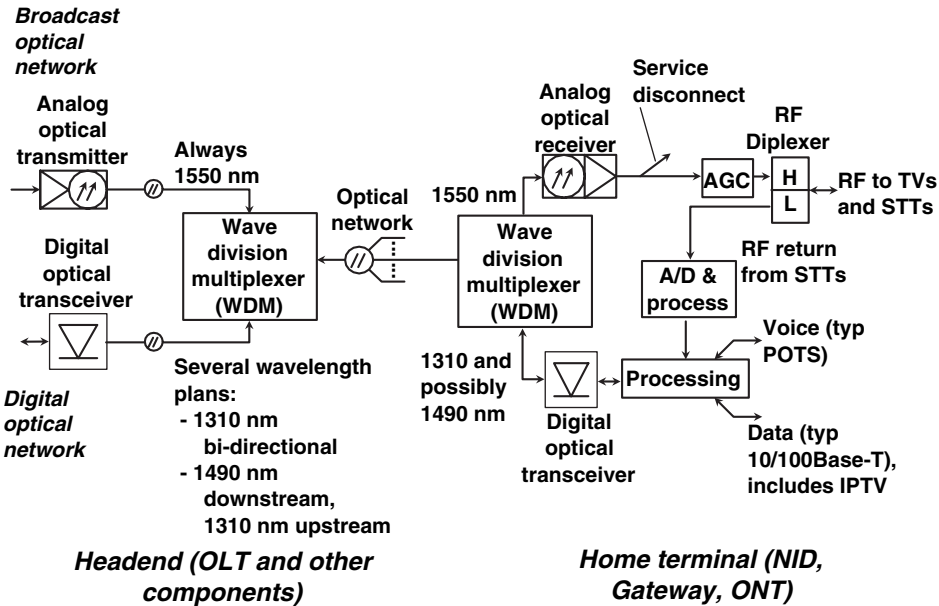 Broadcast
optical
network
Analog
optical
transmitter
Always
1550 nm
Digital
optical
transceiver
Wave
division
multiplexer
(WDM)
Optical
network
Digital
optical
network
Several wavelength
plans:
- 1310 nm
bi-directional
- 1490 nm
downstream,
1310 nm upstream
Headend (OLT and other
components)
1550 nm
Analog
optical
receiver
Service
disconnect
RF
Diplexer
AGC
H
L
RF to TVs
and STTs
Wave
division
multiplexer
(WDM)
RF return
from STTs
A/D &
process
1310 and
possibly
1490 nm
Digital
optical
transceiver
Processing
Voice (typ
POTS)
Data (typ
10/100Base-T),
includes IPTV
Home terminal (NID,
Gateway, ONT)